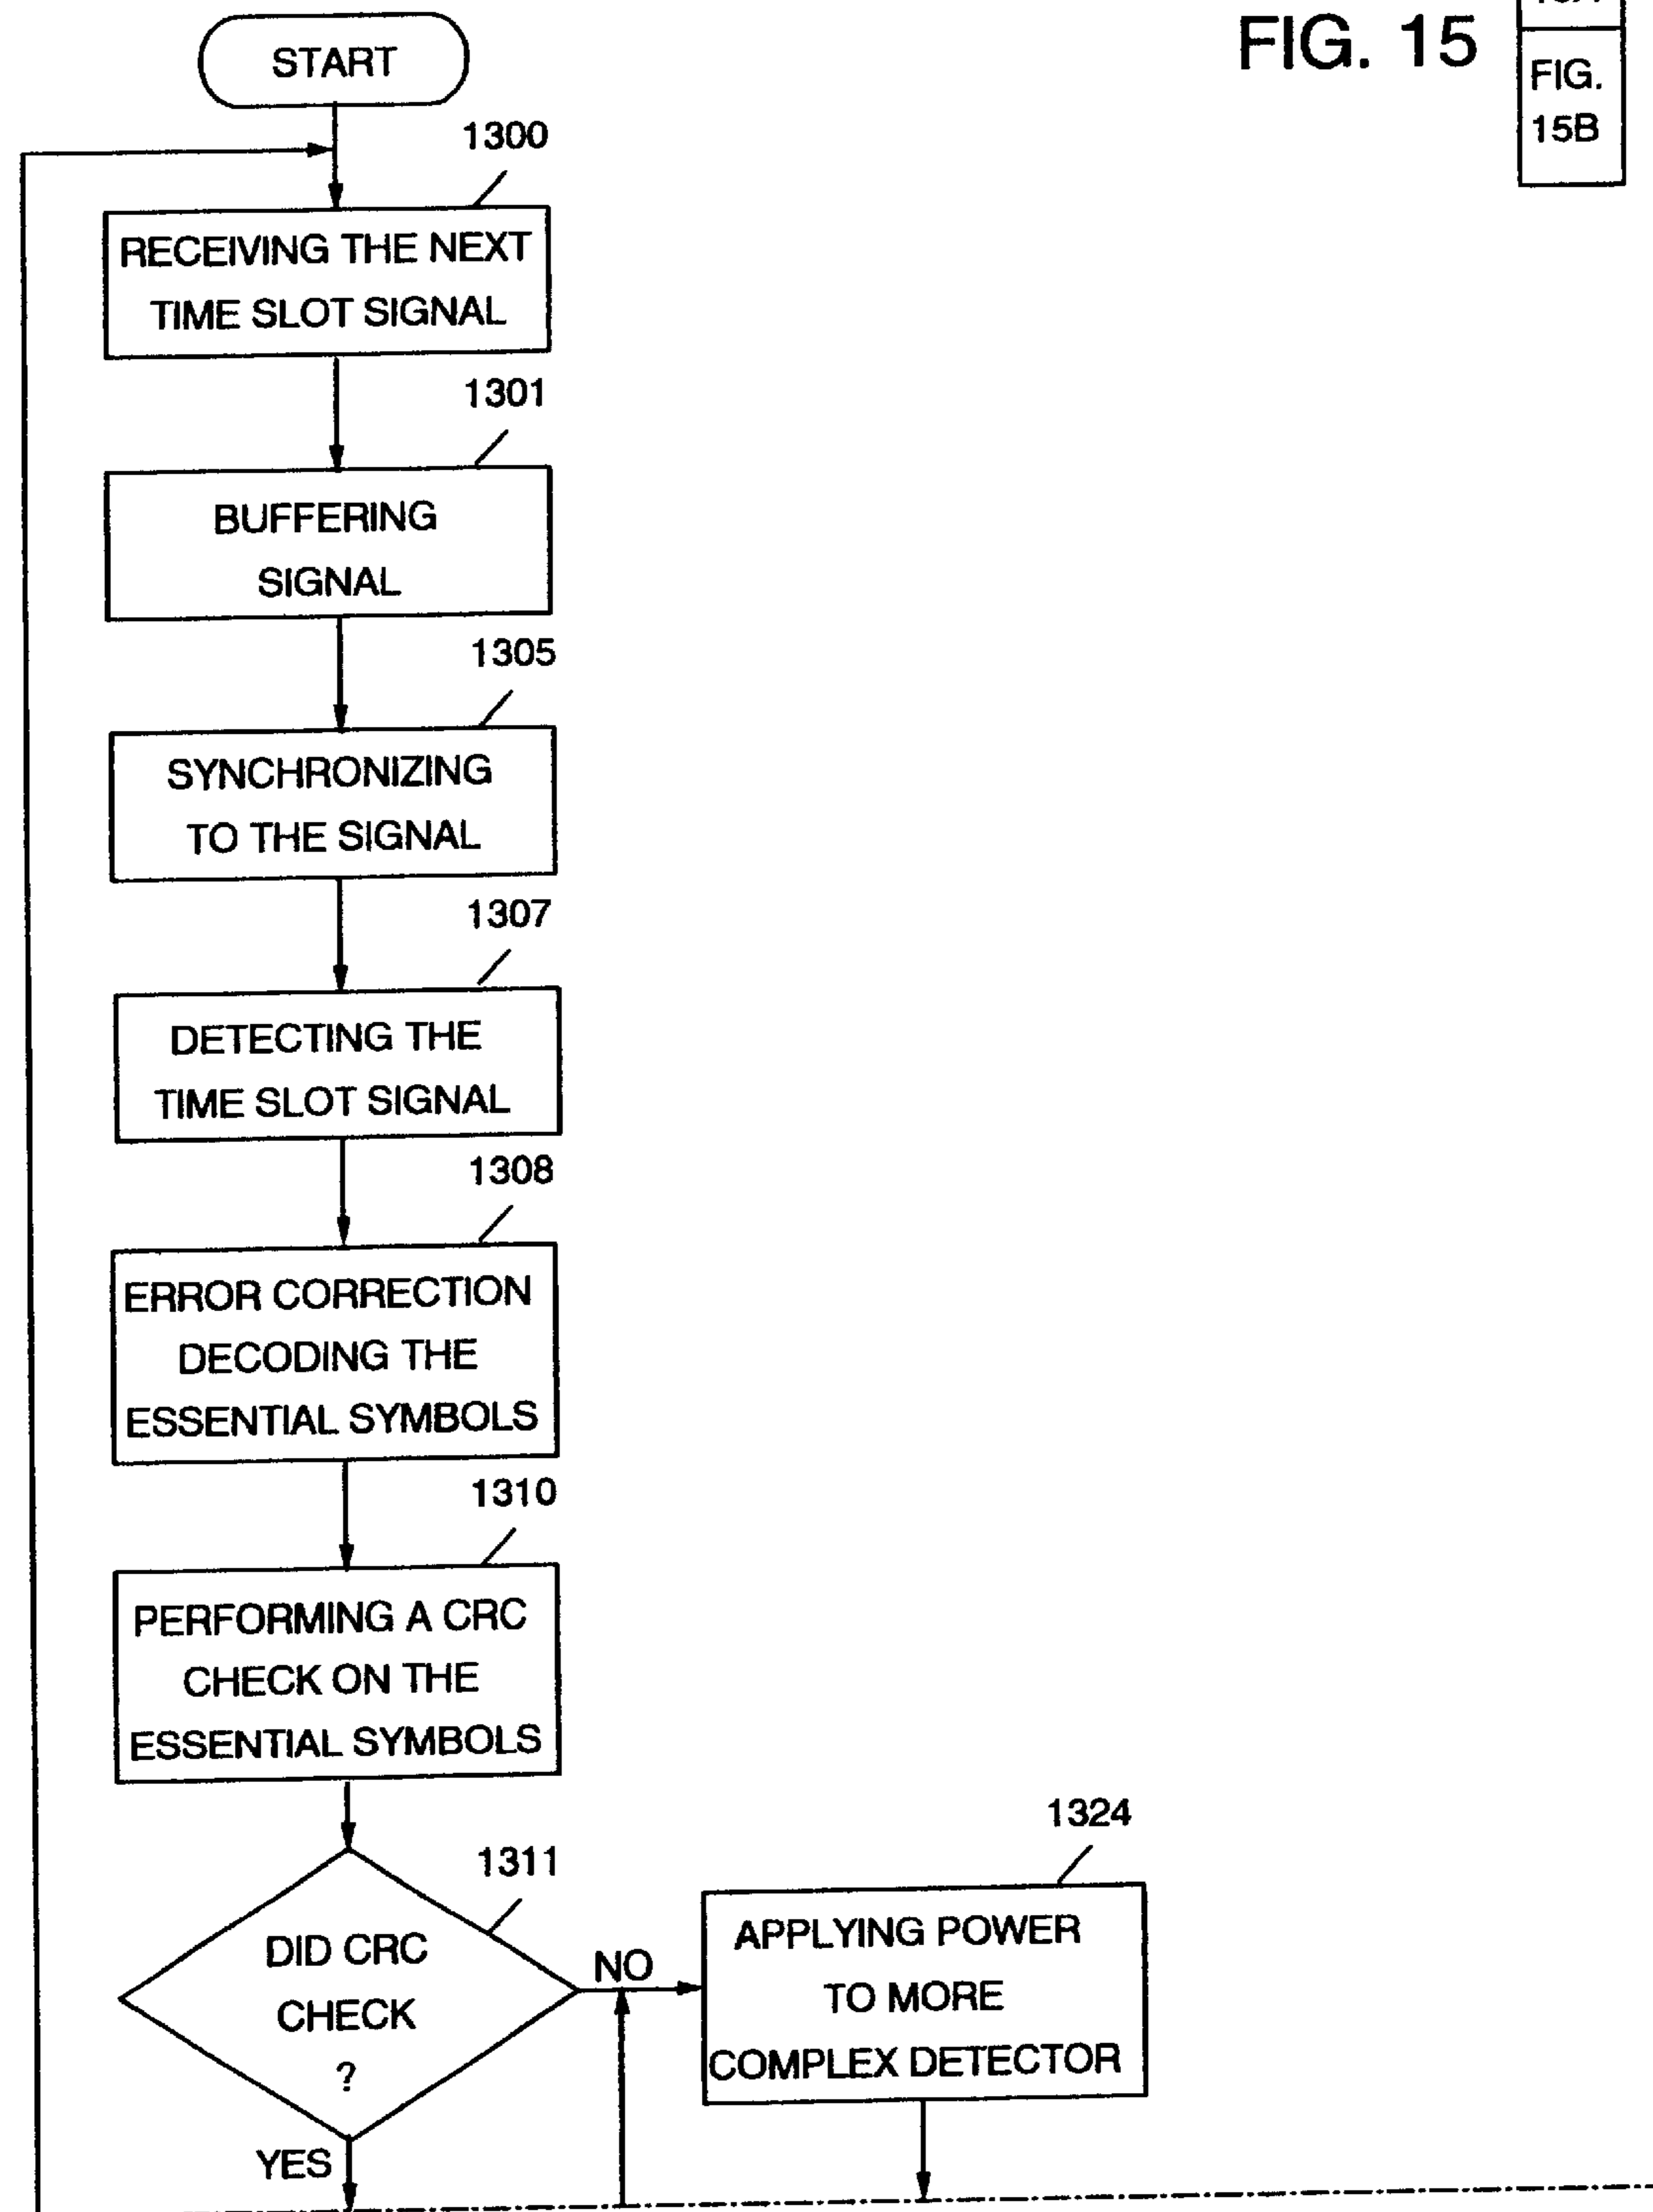 START
FIG. 15
FIG.
15B
1300
RECEIVING THE NEXT
TIME SLOT SIGNAL
1301
BUFFERING
SIGNAL
1305
SYNCHRONIZING
TO THE SIGNAL
1307
DETECTING THE
TIME SLOT SIGNAL
1308
ERROR CORRECTION
DECODING THE
ESSENTIAL SYMBOLS
1310
PERFORMING A CRC
CHECK ON THE
ESSENTIAL SYMBOLS
1311
DID CRC
CHECK
?
NO
YES
1324
APPLYING POWER
TO MORE
COMPLEX DETECTOR